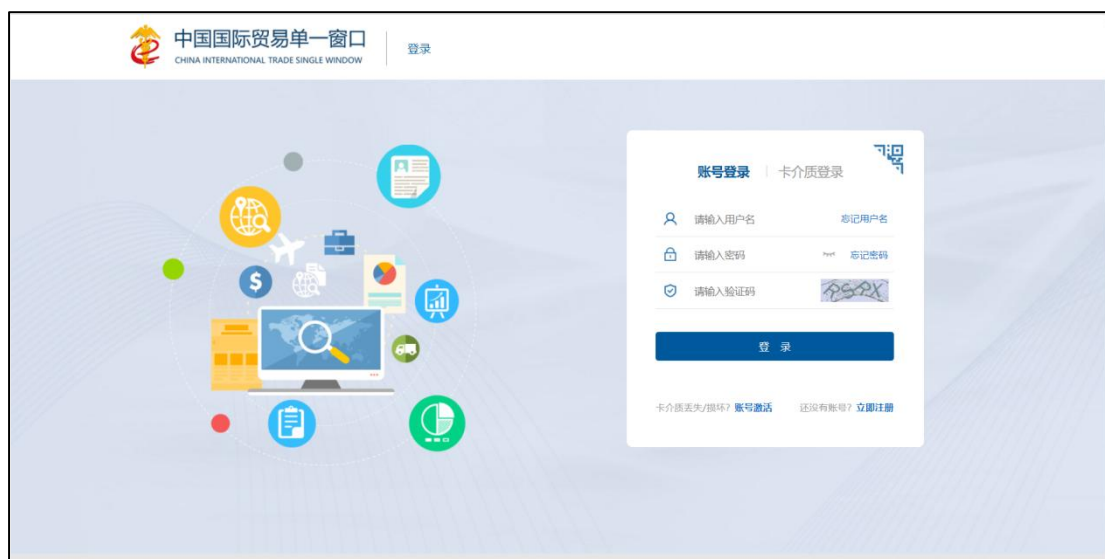 中国国际贸易单一窗口
CHINA INTERNATIONAL TRADE SINGLE WINDOW
登录
账号登录 卡介质登录
请输入用户名 忘记用户名
请输入密码 忘记密码
请输入验证码
登 录
卡介质丢失/损坏? 账号激活 还没有账号? 立即注册